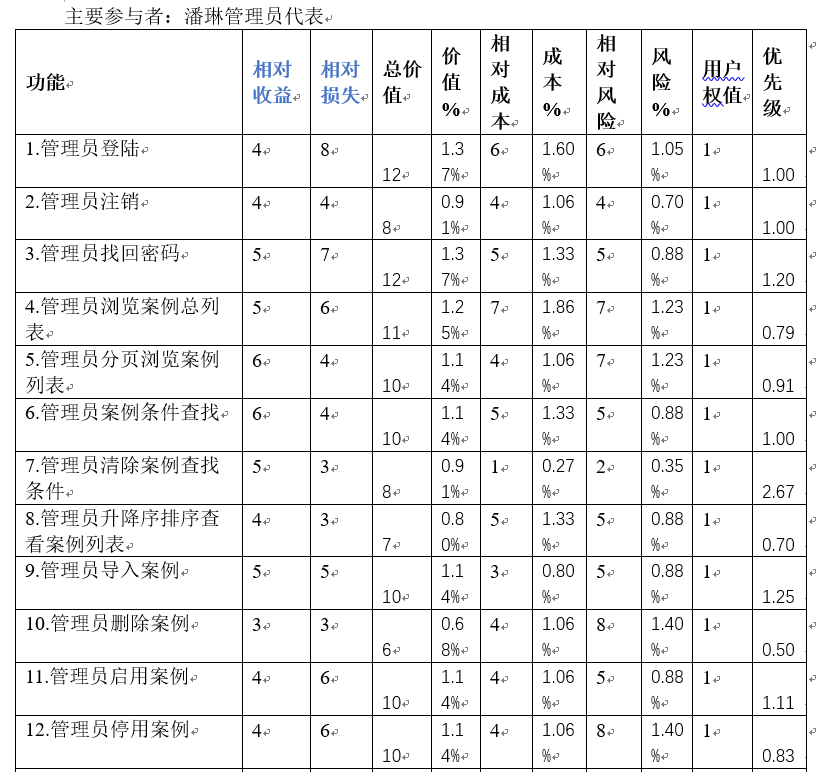 主要参与者：潘琳管理员代表
功能 相对收益 相对损失 总价值 价值% 相对成本 成本% 相对风险 风险% 用户权值 优先级
1.管理员登陆 4 8 12 1.37% 6 1.60% 6 1.05% 1 1.00
2.管理员注销 4 4 8 0.91% 4 1.06% 4 0.70% 1 1.00
3.管理员找回密码 5 7 12 1.37% 5 1.33% 5 0.88% 1 1.20
4.管理员浏览案例总列表 5 6 11 1.25% 7 1.86% 7 1.23% 1 0.79
5.管理员分页浏览案例列表 6 4 10 1.14% 4 1.06% 7 1.23% 1 0.91
6.管理员案例条件查找 6 4 10 1.14% 5 1.33% 5 0.88% 1 1.00
7.管理员清除案例查找条件 5 3 8 0.91% 1 0.27% 2 0.35% 1 2.67
8.管理员升降序排序查看案例列表 4 3 7 0.80% 5 1.33% 5 0.88% 1 0.70
9.管理员导入案例 5 5 10 1.14% 3 0.80% 5 0.88% 1 1.25
10.管理员删除案例 3 3 6 0.68% 4 1.06% 8 1.40% 1 0.50
11.管理员启用案例 4 6 10 1.14% 4 1.06% 5 0.88% 1 1.11
12.管理员停用案例 4 6 10 1.14% 4 1.06% 8 1.40% 1 0.83